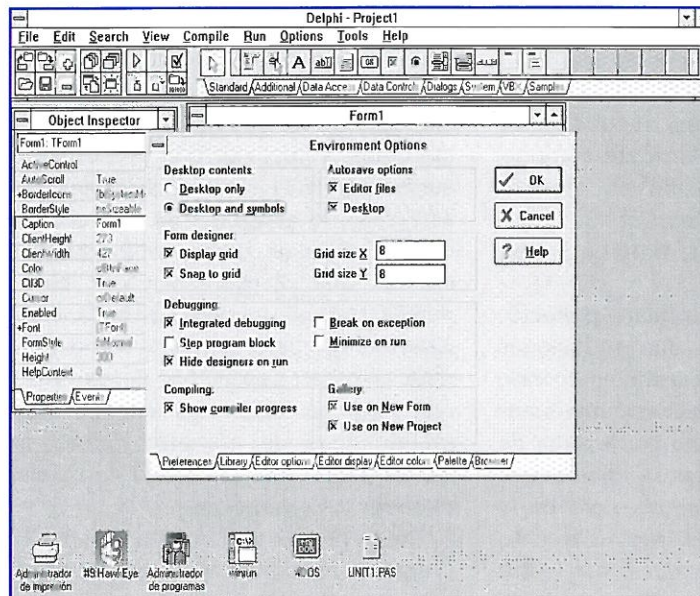 Delphi - Project1
File Edit Search View Compile Run Options Tools Help
Standard Additional Data Access Data Controls Dialogs System VBX Samples
Object Inspector
Form1: TForm1
ActiveControl
AutoScroll True
+BorderIcons
BorderStyle bsSizeable
Caption Form1
ClientHeight 273
ClientWidth 427
Color clBtnFace
Ctl3D True
Cursor crDefault
Enabled True
+Font (TFont)
FormStyle fsNormal
Height 300
HelpContext 0
Properties Events
Form1
Environment Options
Desktop contents:
Desktop only
Desktop and symbols
Autosave options:
Editor files
Desktop
OK
Cancel
Help
Form designer:
Display grid
Snap to grid
Grid size X 8
Grid size Y 8
Debugging:
Integrated debugging
Step program block
Hide designers on run
Break on exception
Minimize on run
Compiling:
Show compiler progress
Gallery:
Use on New Form
Use on New Project
Preferences Library Editor options Editor display Editor colors Palette Browser
Administrador de impresión
Administrador de programas
UNIT1.PAS